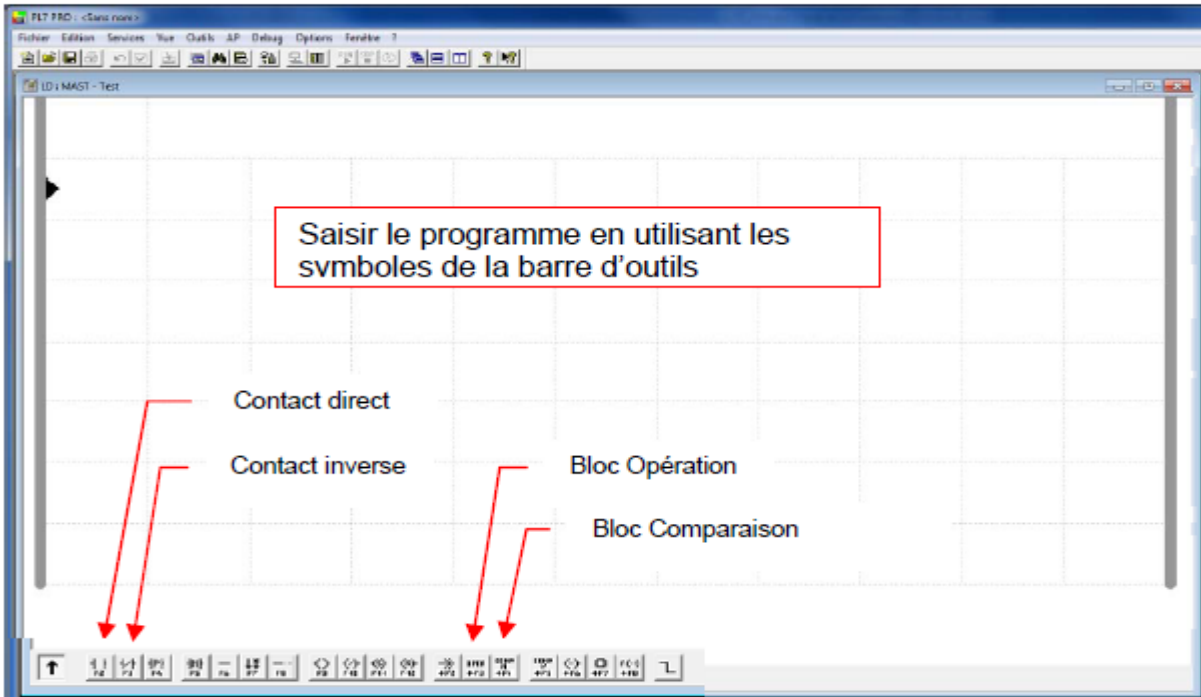 PL7 PRO : <Sans nom>
Fichier Edition Services Vue Outils AP Debug Options Fenêtre ?
LD : MAST - Test
Saisir le programme en utilisant les
symboles de la barre d'outils
Contact direct
Contact inverse
Bloc Opération
Bloc Comparaison